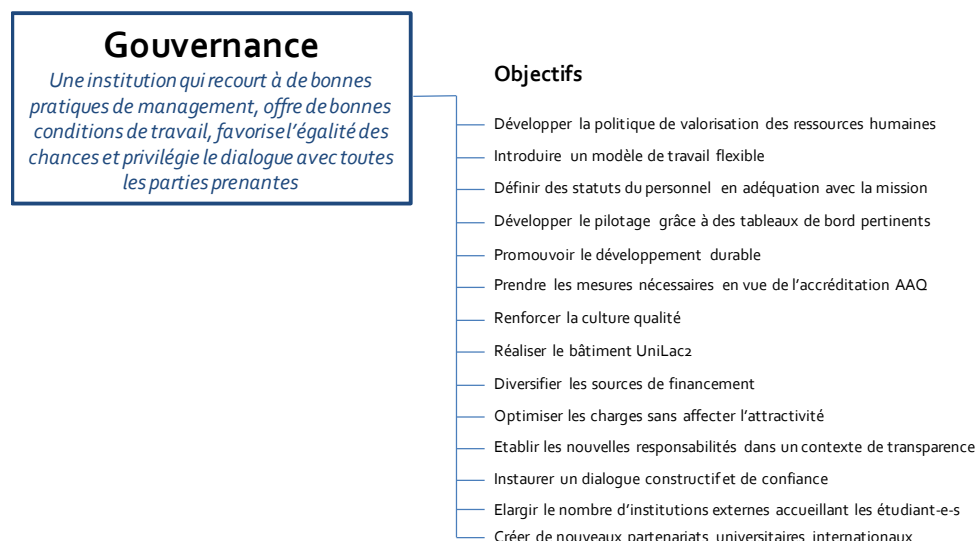 Gouvernance
Une institution qui recourt à de bonnes
pratiques de management, offre de bonnes
conditions de travail, favorise l'égalité des
chances et privilégie le dialogue avec toutes
les parties prenantes
Objectifs
Développer la politique de valorisation des ressources humaines
Introduire un modèle de travail flexible
Définir des statuts du personnel en adéquation avec la mission
Développer le pilotage grâce à des tableaux de bord pertinents
Promouvoir le développement durable
Prendre les mesures nécessaires en vue de l'accréditation AAQ
Renforcer la culture qualité
Réaliser le bâtiment UniLac2
Diversifier les sources de financement
Optimiser les charges sans affecter l'attractivité
Etablir les nouvelles responsabilités dans un contexte de transparence
Instaurer un dialogue constructif et de confiance
Elargir le nombre d'institutions externes accueillant les étudiant-e-s
Créer de nouveaux partenariats universitaires internationaux